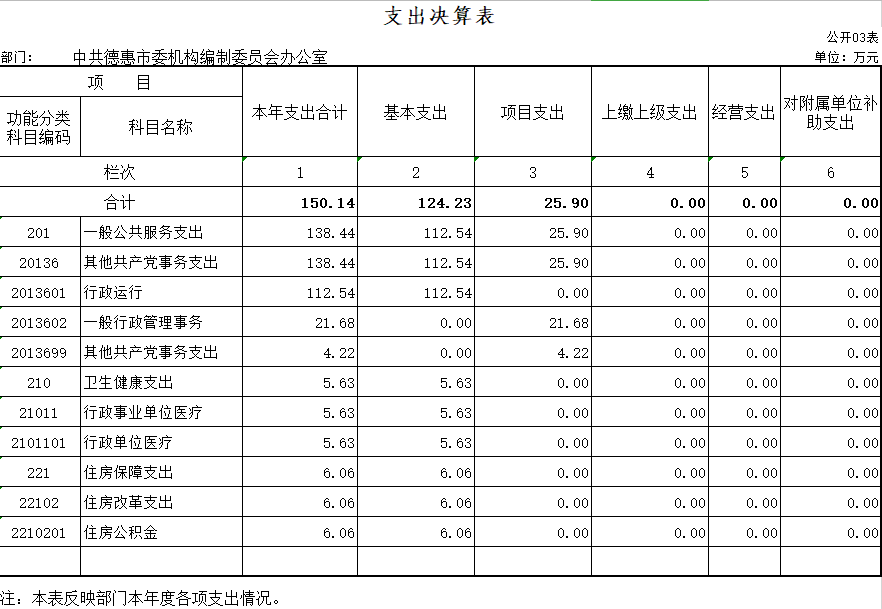 支出决算表
公开03表
部门： 中共德惠市委机构编制委员会办公室 单位：万元
项 目 本年支出合计 基本支出 项目支出 上缴上级支出 经营支出 对附属单位补助支出
功能分类科目编码 科目名称
栏次 1 2 3 4 5 6
合计 150.14 124.23 25.90 0.00 0.00 0.00
201 一般公共服务支出 138.44 112.54 25.90 0.00 0.00 0.00
20136 其他共产党事务支出 138.44 112.54 25.90 0.00 0.00 0.00
2013601 行政运行 112.54 112.54 0.00 0.00 0.00 0.00
2013602 一般行政管理事务 21.68 0.00 21.68 0.00 0.00 0.00
2013699 其他共产党事务支出 4.22 0.00 4.22 0.00 0.00 0.00
210 卫生健康支出 5.63 5.63 0.00 0.00 0.00 0.00
21011 行政事业单位医疗 5.63 5.63 0.00 0.00 0.00 0.00
2101101 行政单位医疗 5.63 5.63 0.00 0.00 0.00 0.00
221 住房保障支出 6.06 6.06 0.00 0.00 0.00 0.00
22102 住房改革支出 6.06 6.06 0.00 0.00 0.00 0.00
2210201 住房公积金 6.06 6.06 0.00 0.00 0.00 0.00
注：本表反映部门本年度各项支出情况。